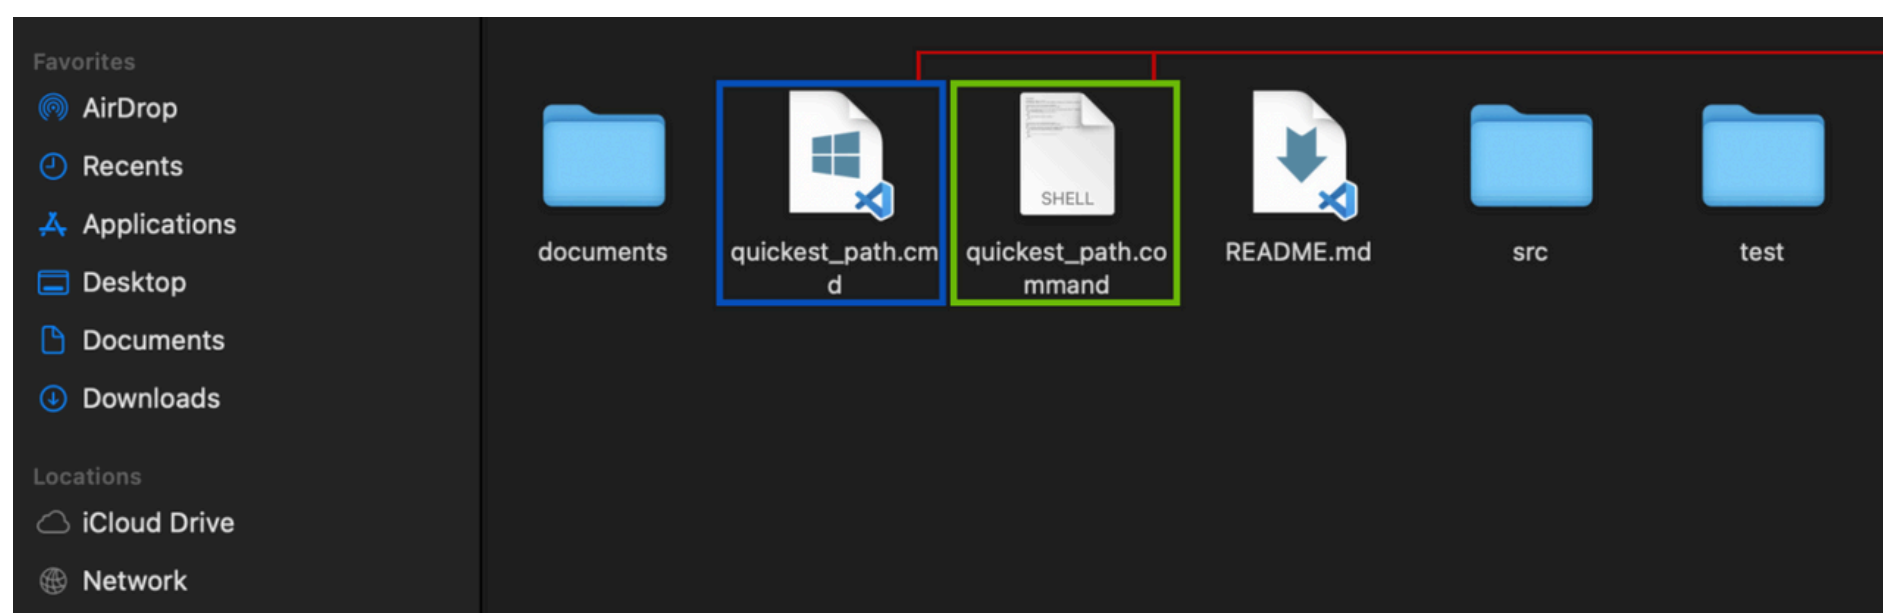 Favorites
AirDrop
Recents
Applications
Desktop
Documents
Downloads
Locations
iCloud Drive
Network
documents
quickest_path.cm
d
SHELL
quickest_path.co
mmand
README.md
src
test